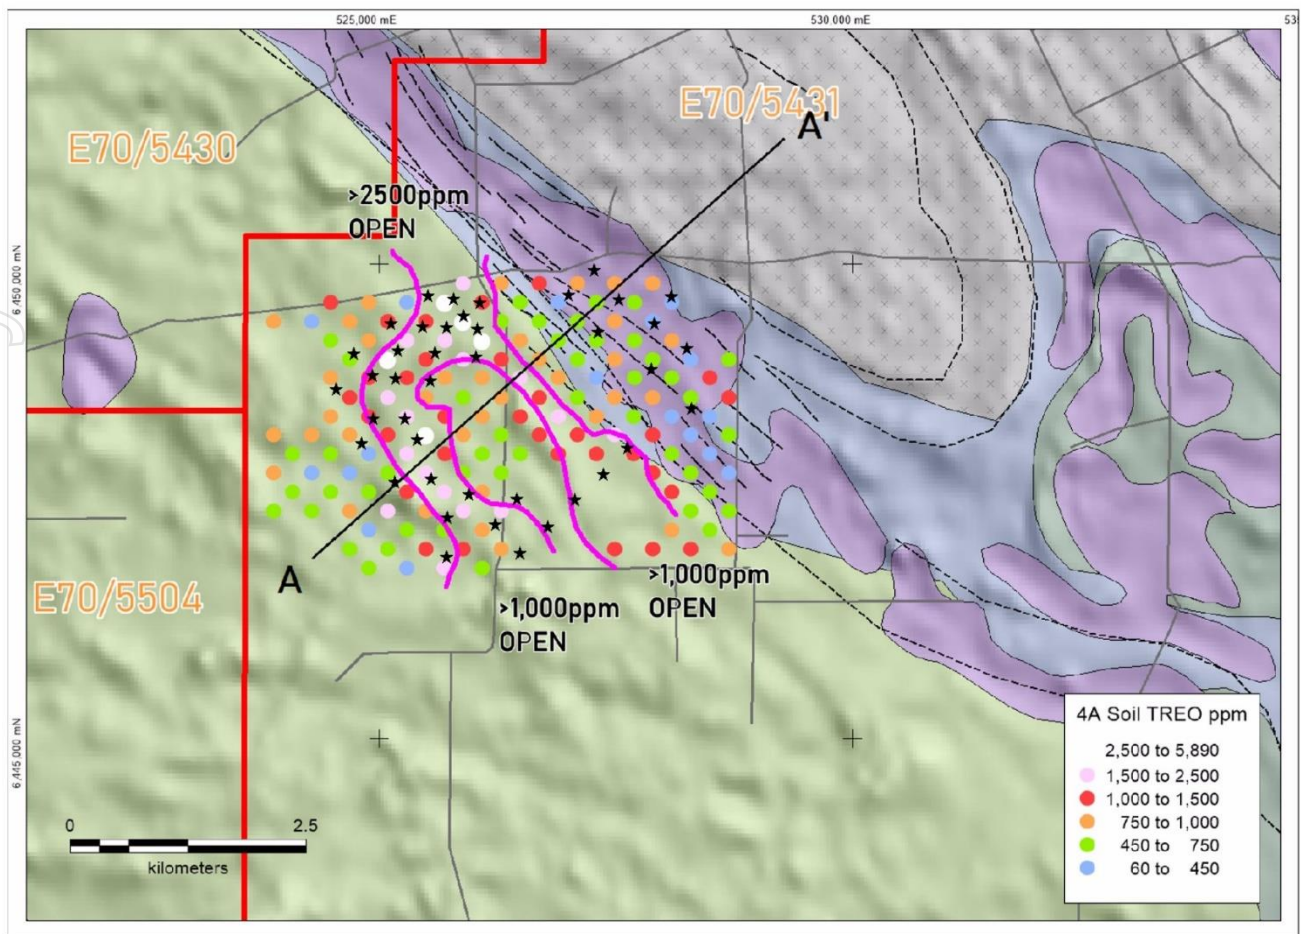 525,000 mE
530,000 mE
53
E70/5430
E70/5431
A'
>2500ppm
OPEN
6,450,000 mN
A
E70/5504
>1,000ppm
OPEN
>1,000ppm
OPEN
6,445,000 mN
4A Soil TREO ppm
2,500 to 5,890
1,500 to 2,500
1,000 to 1,500
750 to 1,000
450 to 750
60 to 450
0 2.5
kilometers